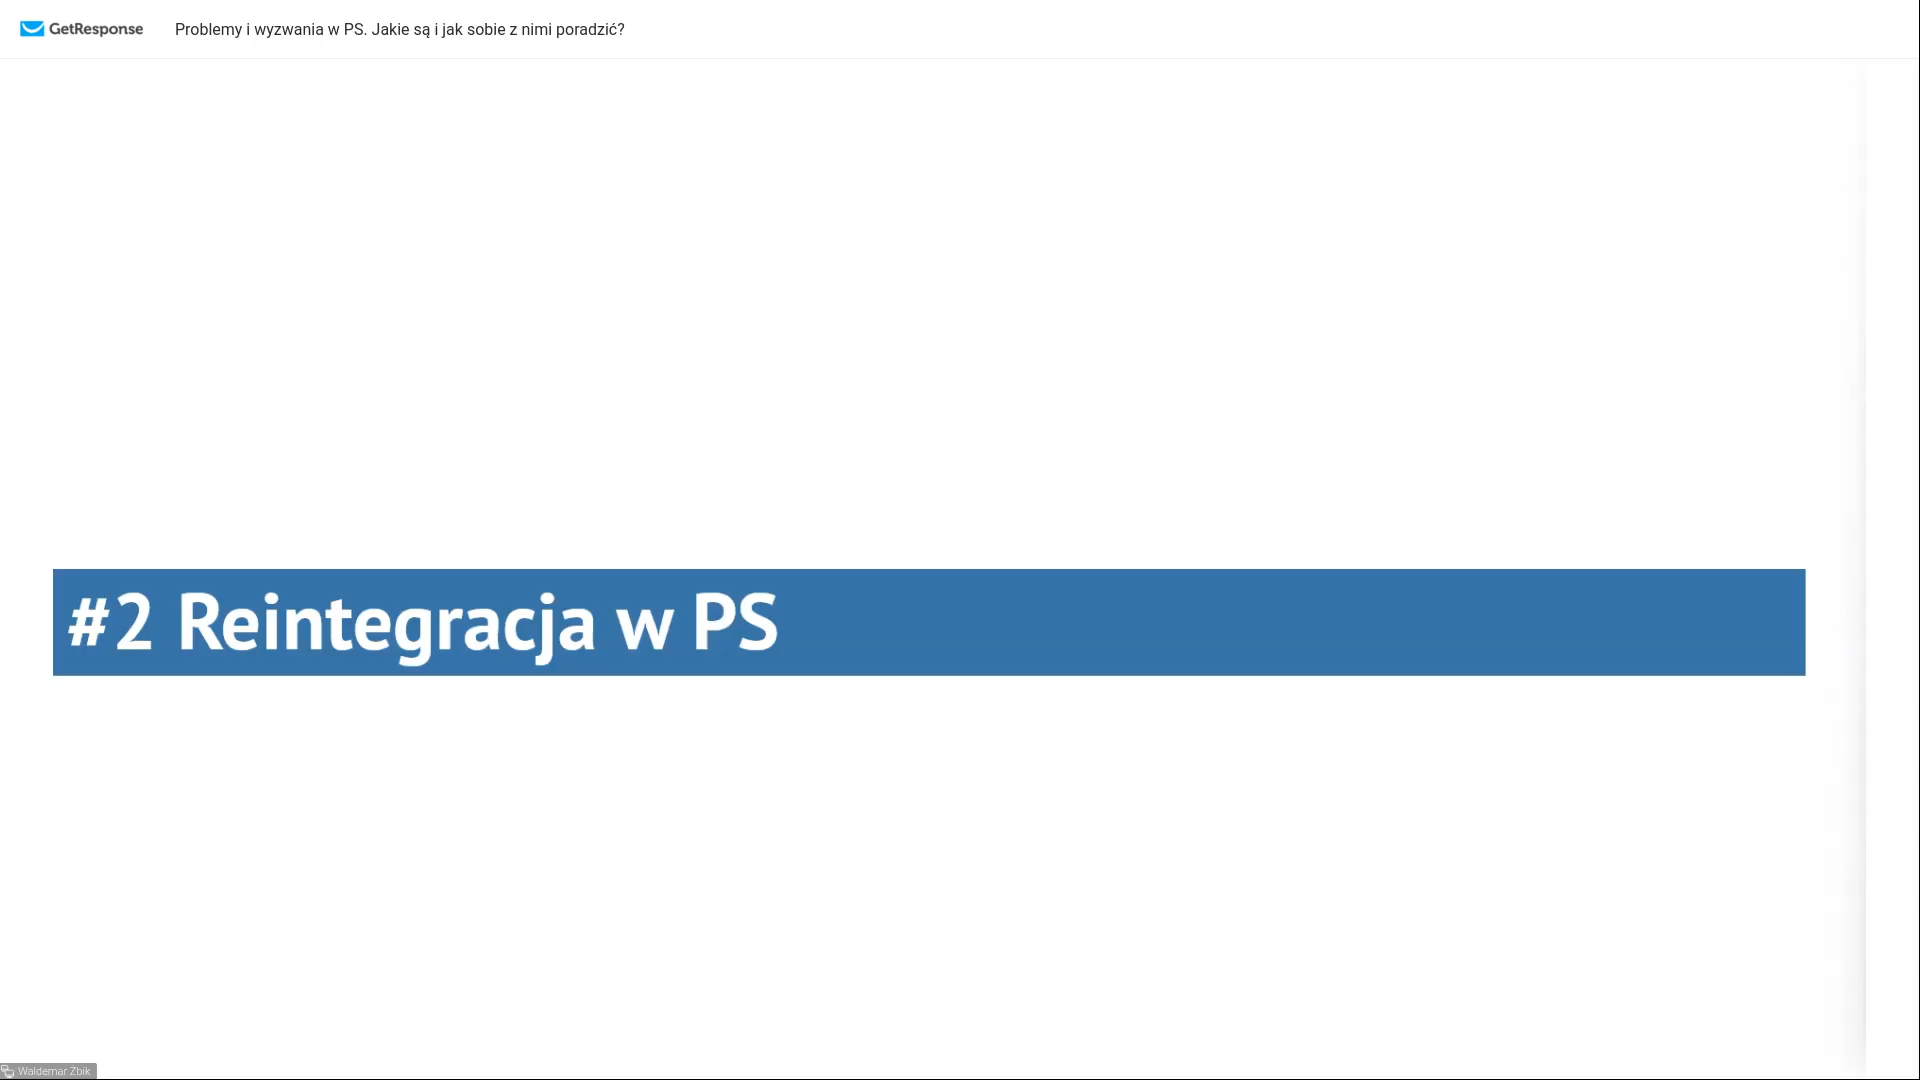 GetResponse
Problemy i wyzwania w PS. Jakie są i jak sobie z nimi poradzić?
#2 Reintegracja w PS
Waldemar Zbik